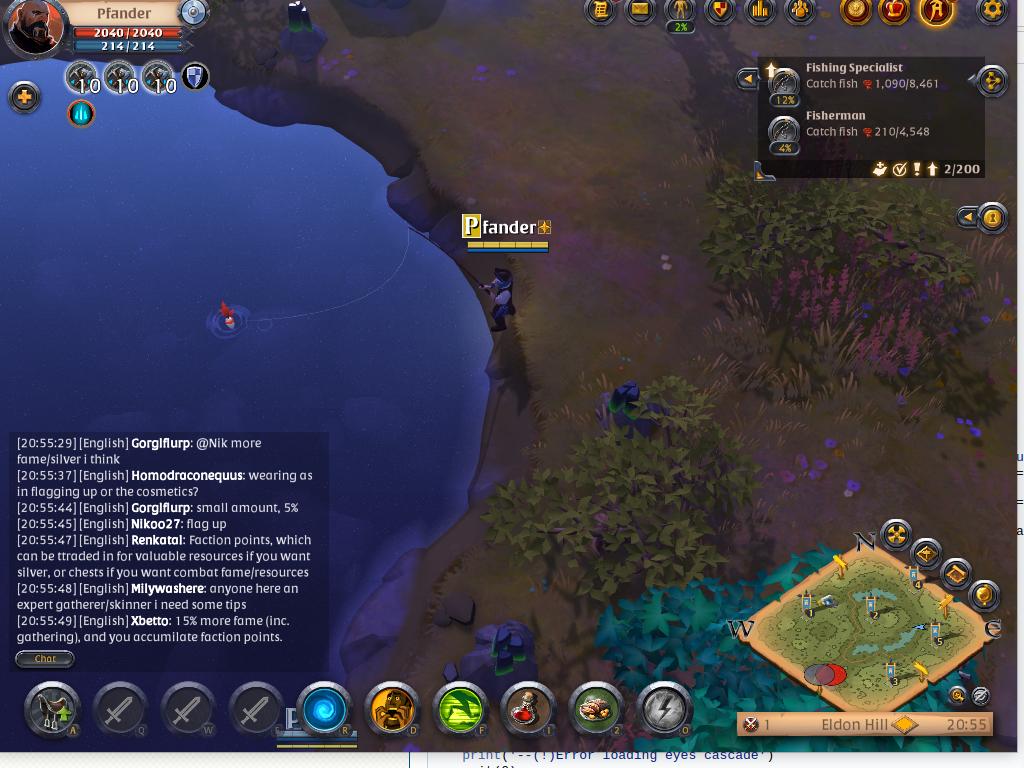 Pfander
2040/2040
214/214
10 10 10
2%
Fishing Specialist
Catch fish 1,090/8,461
12%
Fisherman
Catch fish 210/4,548
4%
2/200
Pfander
[20:55:29] [English] Gorglflurp: @Nik more
fame/silver i think
[20:55:37] [English] Homodraconequus: wearing as
in flagging up or the cosmetics?
[20:55:44] [English] Gorglflurp: small amount, 5%
[20:55:45] [English] Nikoo27: flag up
[20:55:47] [English] Renkatal: Faction points, which
can be ttraded in for valuable resources if you want
silver, or chests if you want combat fame/resources
[20:55:48] [English] Milywashere: anyone here an
expert gatherer/skinner i need some tips
[20:55:49] [English] Xbetto: 15% more fame (inc.
gathering), and you accumilate faction points.
Chat
N
W
E
1
2
3
4
5
A Q W R D F 1 2 O
1 Eldon Hill 20:55
print('--(!)Error loading eyes cascade')